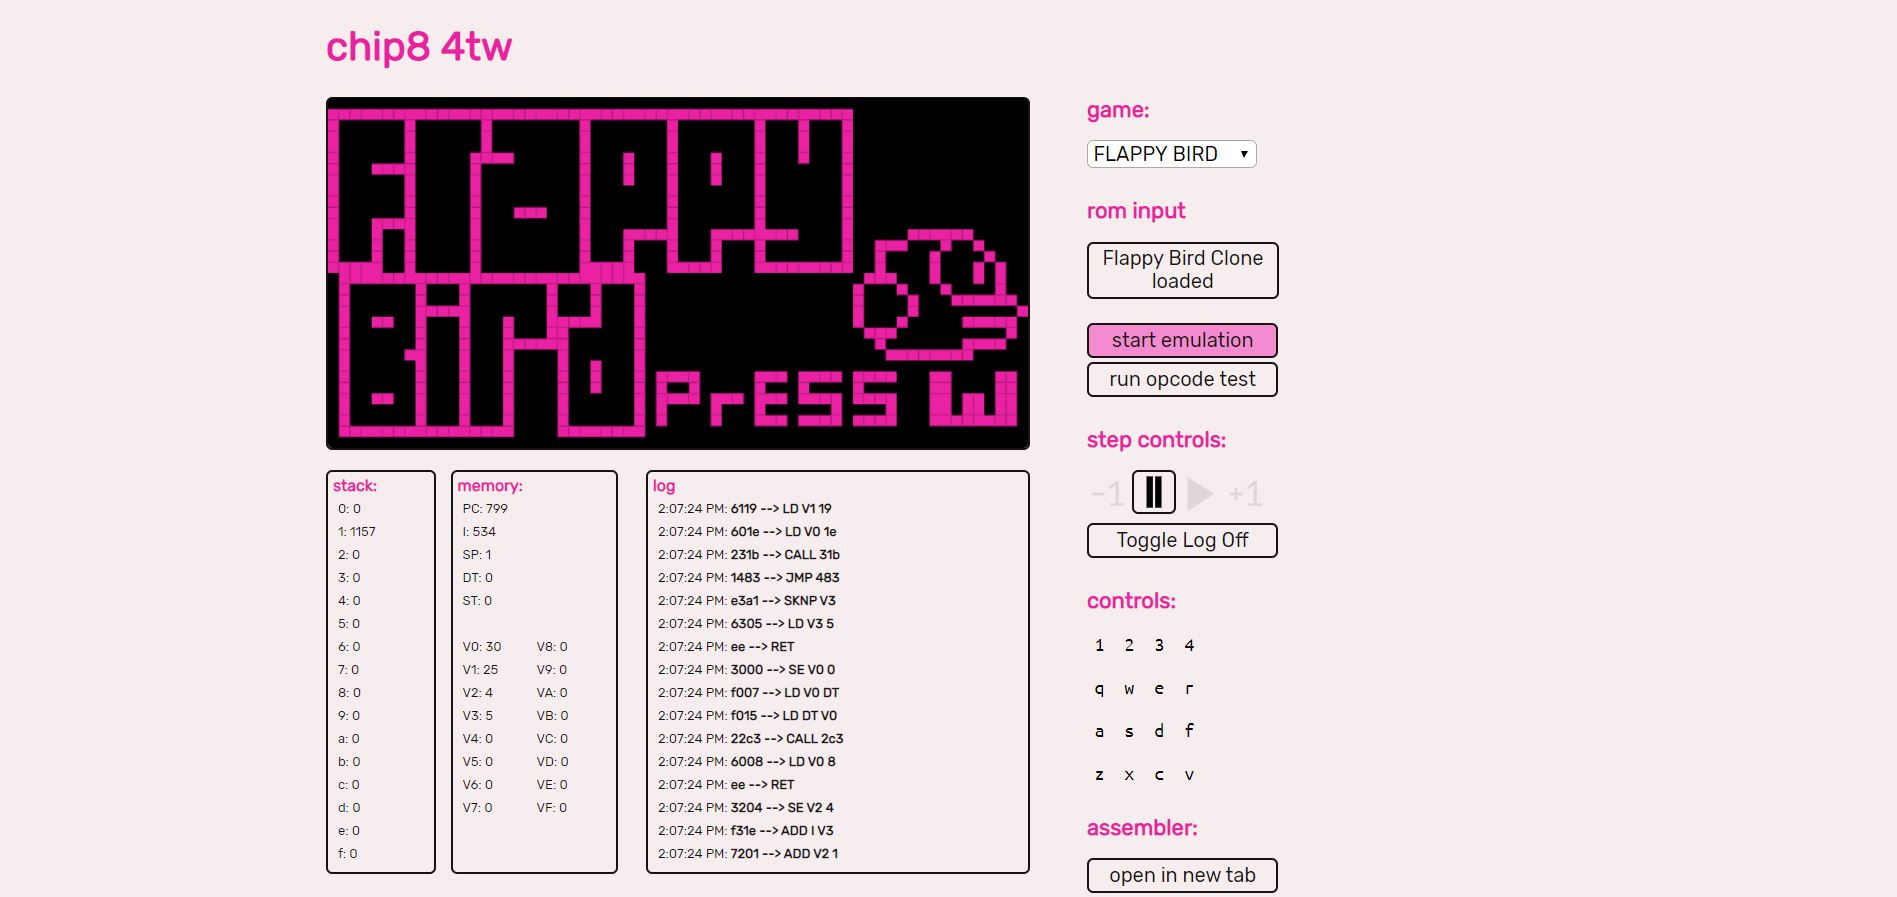 chip8 4tw
Flappy
Bird
PrESS W
stack:
0: 0
1: 1157
2: 0
3: 0
4: 0
5: 0
6: 0
7: 0
8: 0
9: 0
a: 0
b: 0
c: 0
d: 0
e: 0
f: 0
memory:
PC: 799
I: 534
SP: 1
DT: 0
ST: 0
V0: 30 V8: 0
V1: 25 V9: 0
V2: 4 VA: 0
V3: 5 VB: 0
V4: 0 VC: 0
V5: 0 VD: 0
V6: 0 VE: 0
V7: 0 VF: 0
log
2:07:24 PM: 6119 --> LD V1 19
2:07:24 PM: 601e --> LD V0 1e
2:07:24 PM: 231b --> CALL 31b
2:07:24 PM: 1483 --> JMP 483
2:07:24 PM: e3a1 --> SKNP V3
2:07:24 PM: 6305 --> LD V3 5
2:07:24 PM: ee --> RET
2:07:24 PM: 3000 --> SE V0 0
2:07:24 PM: f007 --> LD V0 DT
2:07:24 PM: f015 --> LD DT V0
2:07:24 PM: 22c3 --> CALL 2c3
2:07:24 PM: 6008 --> LD V0 8
2:07:24 PM: ee --> RET
2:07:24 PM: 3204 --> SE V2 4
2:07:24 PM: f31e --> ADD I V3
2:07:24 PM: 7201 --> ADD V2 1
game:
FLAPPY BIRD
rom input
Flappy Bird Clone
loaded
start emulation
run opcode test
step controls:
-1 +1
Toggle Log Off
controls:
1 2 3 4
q w e r
a s d f
z x c v
assembler:
open in new tab